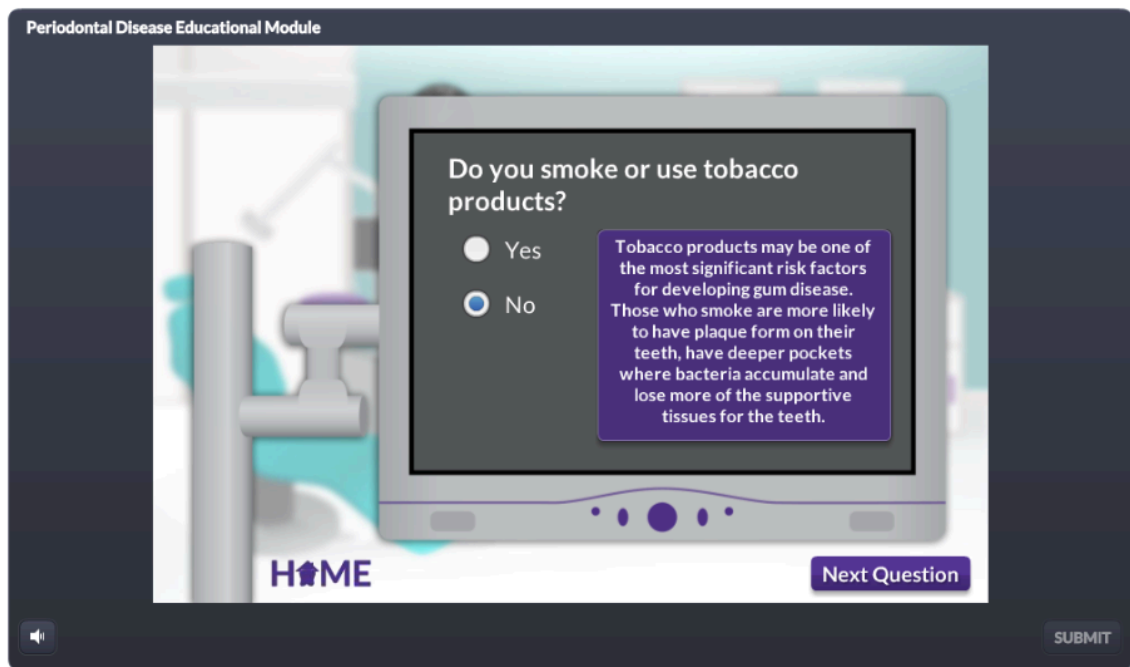 Periodontal Disease Educational Module
Do you smoke or use tobacco
products?
Yes
No
Tobacco products may be one of
the most significant risk factors
for developing gum disease.
Those who smoke are more likely
to have plaque form on their
teeth, have deeper pockets
where bacteria accumulate and
lose more of the supportive
tissues for the teeth.
HOME
Next Question
SUBMIT